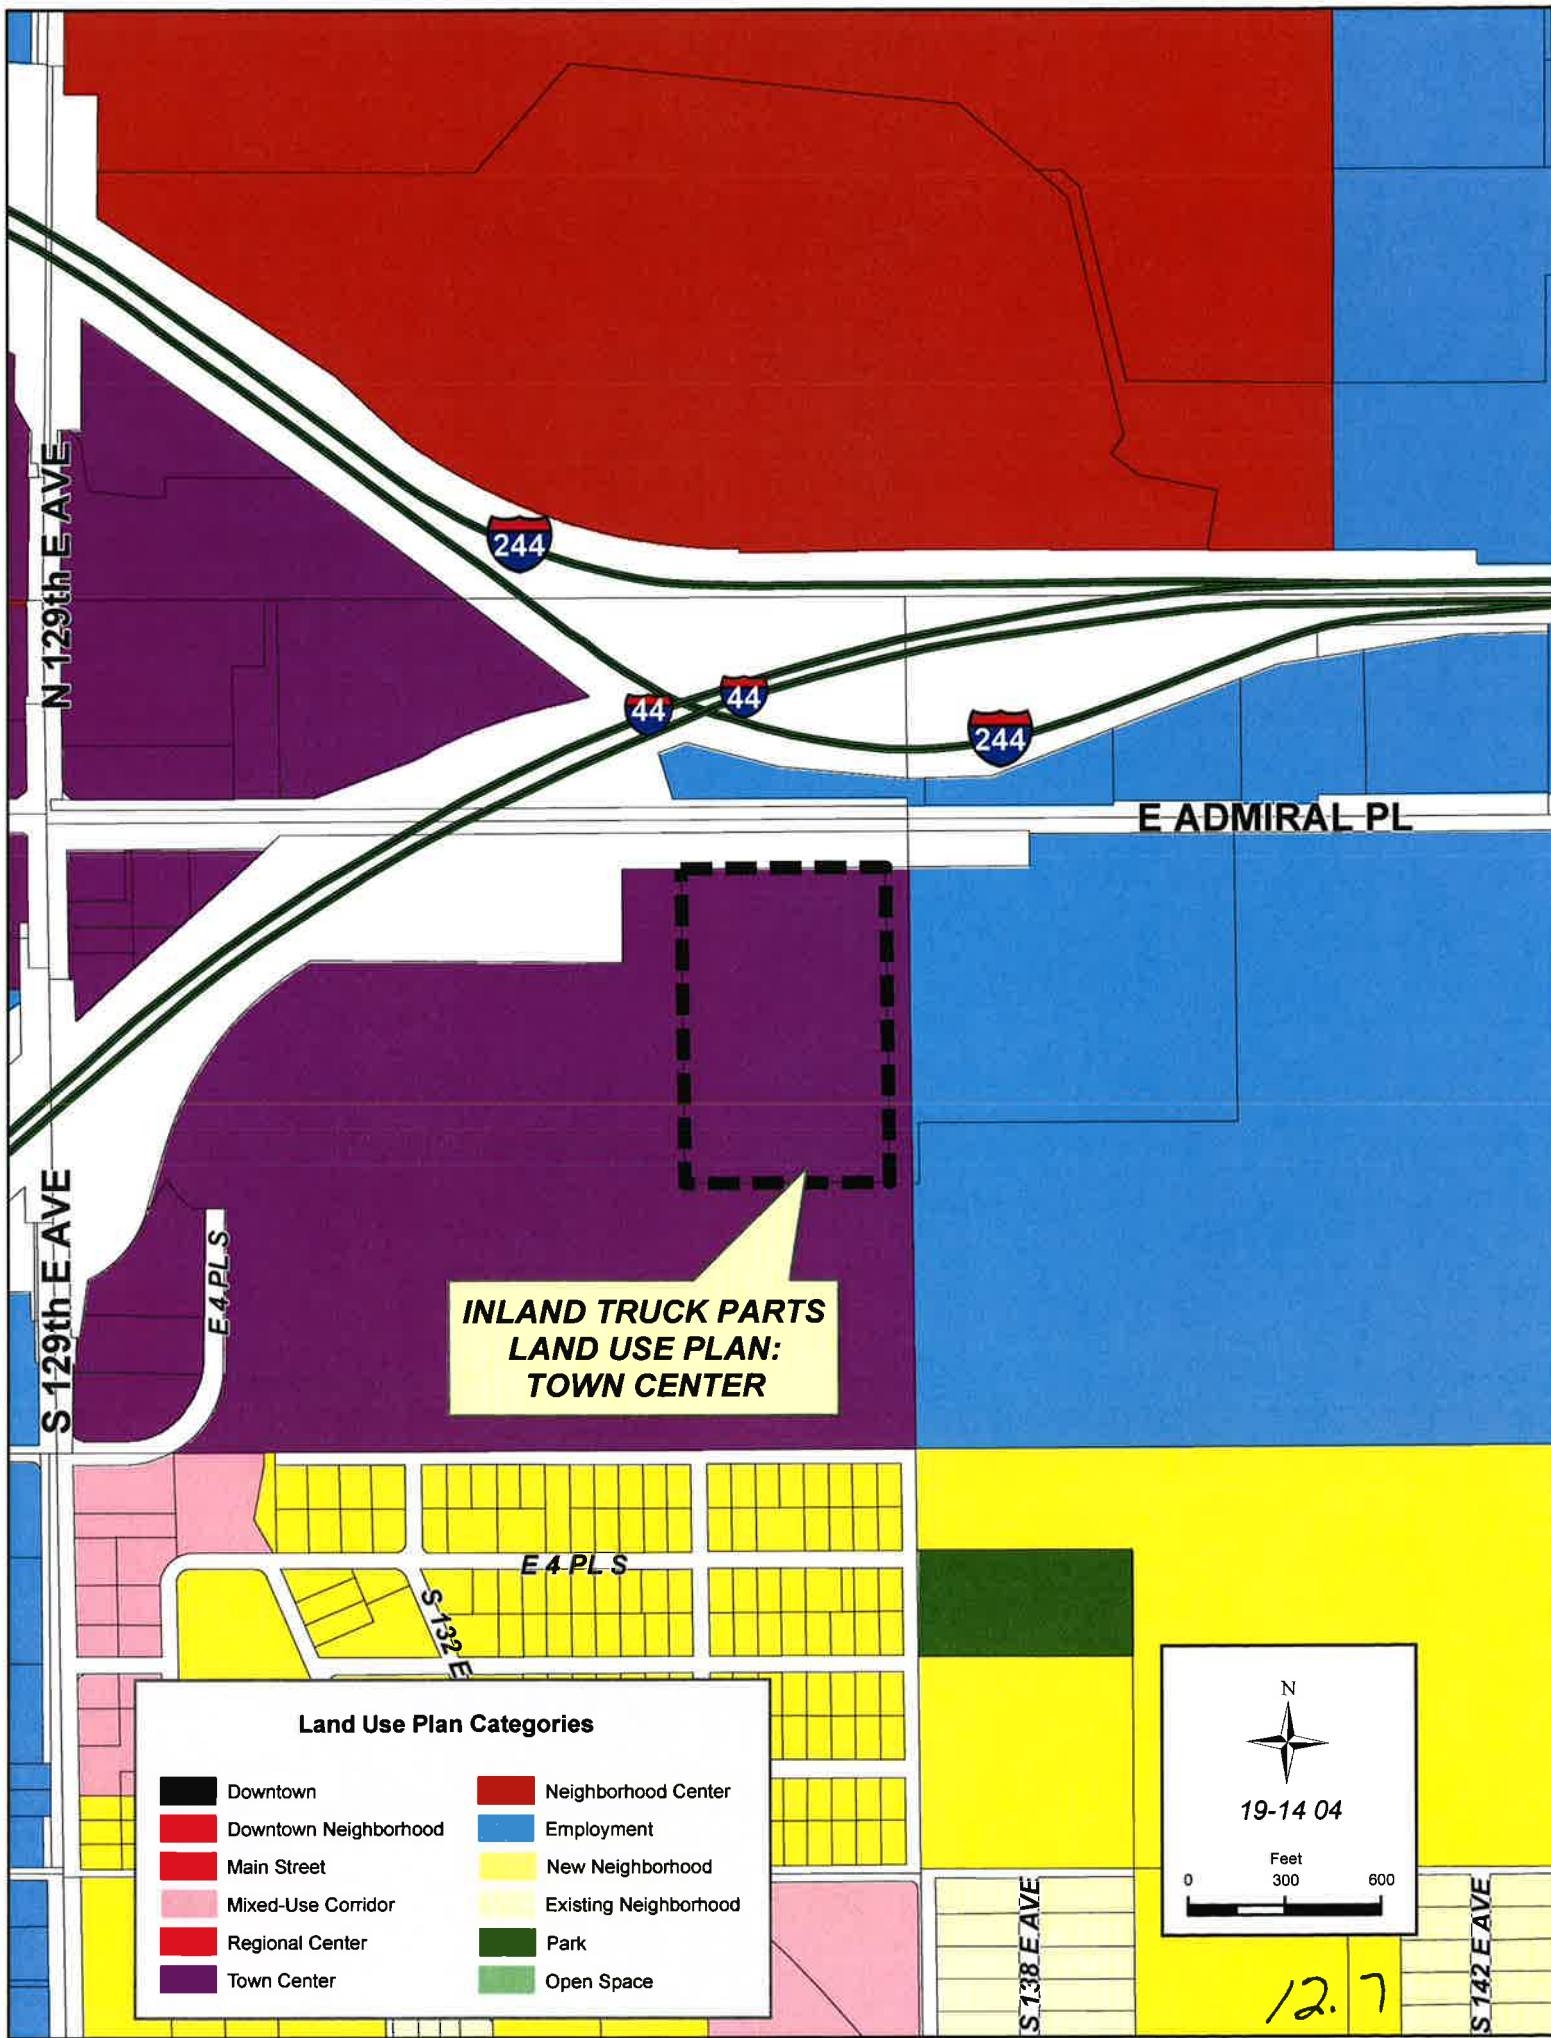 N 129th E AVE
244
44
44
244
E ADMIRAL PL
S 129th E AVE
E 4 PL S
INLAND TRUCK PARTS
LAND USE PLAN:
TOWN CENTER
E 4 PL S
S 132 E
Land Use Plan Categories
Downtown
Downtown Neighborhood
Main Street
Mixed-Use Corridor
Regional Center
Town Center
Neighborhood Center
Employment
New Neighborhood
Existing Neighborhood
Park
Open Space
N
19-14 04
Feet
0 300 600
S 138 E AVE
S 142 E AVE
12.7